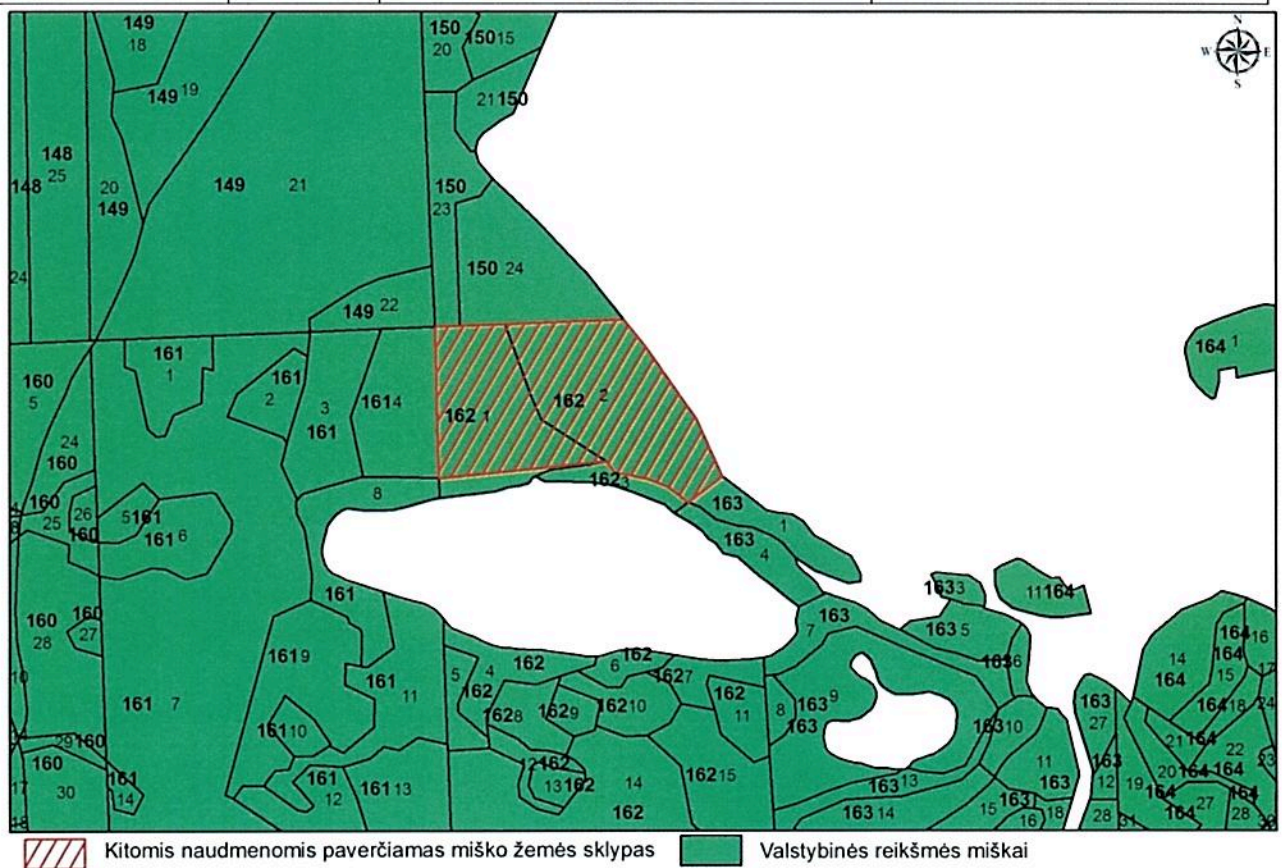 149 150 150 15 N
18 20 W E
149 19 21 150 S
148
25 149 21
148 20 150
149 23
24 150 24
149 22
161 164 1
160 1 161
5 2 3 161 4 162 1 162 2
161
24
160
8 162 3
160 26 5 161 163
25 160 161 6 1
163
4
160 161 163 3 11 164
160 27 163
28 7 163 5 164 16
161 9 162 6 163 6 14 164 17
5 4 162 7 164 15
161 7 161 11 162 162 8 163 9 163 10 164 18 24
162 8 162 9 162 10 11 163 27
161 10 21 164 22
29 160 11 163 20 164 164 23
160 161 12 162 162 15 163 12 19 164
17 30 14 161 161 13 13 162 14 163 13 164 27 164
12 162 163 14 15 163 18 28 28
18 16 31
Kitomis naudmenomis paverčiamas miško žemės sklypas Valstybinės reikšmės miškai